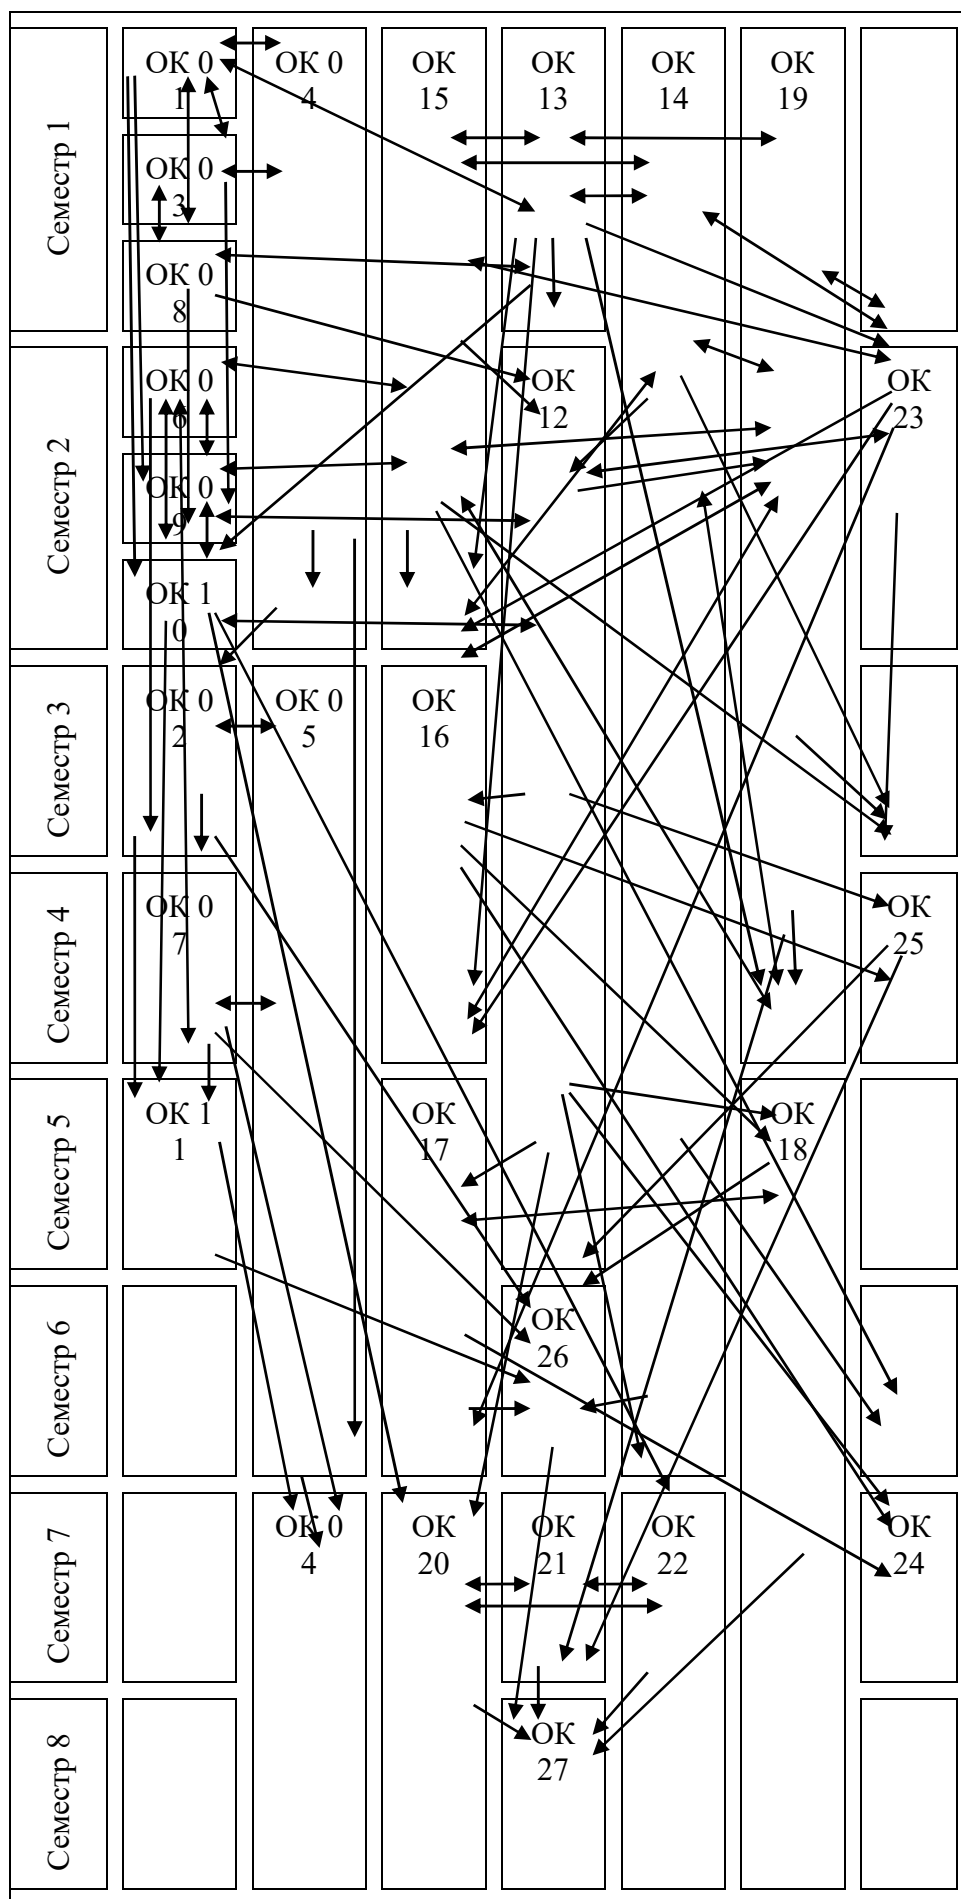 Семестр 1
ОК 0
1
ОК 0
4
ОК
15
ОК
13
ОК
14
ОК
19
ОК 0
3
ОК 0
8
Семестр 2
ОК 0
6
ОК
12
ОК
23
ОК 0
9
ОК 1
0
Семестр 3
ОК 0
2
ОК 0
5
ОК
16
Семестр 4
ОК 0
7
ОК
25
Семестр 5
ОК 1
1
ОК
17
ОК
18
Семестр 6
ОК
26
Семестр 7
ОК 0
4
ОК
20
ОК
21
ОК
22
ОК
24
Семестр 8
ОК
27